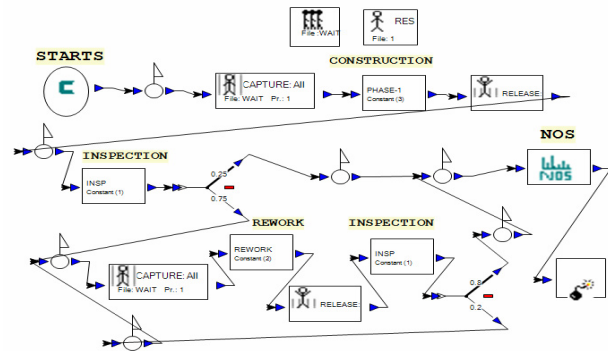 File :WAIT
RES
File: 1
STARTS
CONSTRUCTION
CAPTURE: All
File: WAIT Pr.: 1
PHASE-1
Constant (3)
RELEASE:
INSPECTION
INSP
Constant (1)
0.25
0.75
NOS
NOS
REWORK
INSPECTION
CAPTURE: All
File: WAIT Pr.: 1
REWORK
Constant (2)
RELEASE:
INSP
Constant (1)
0.8
0.2